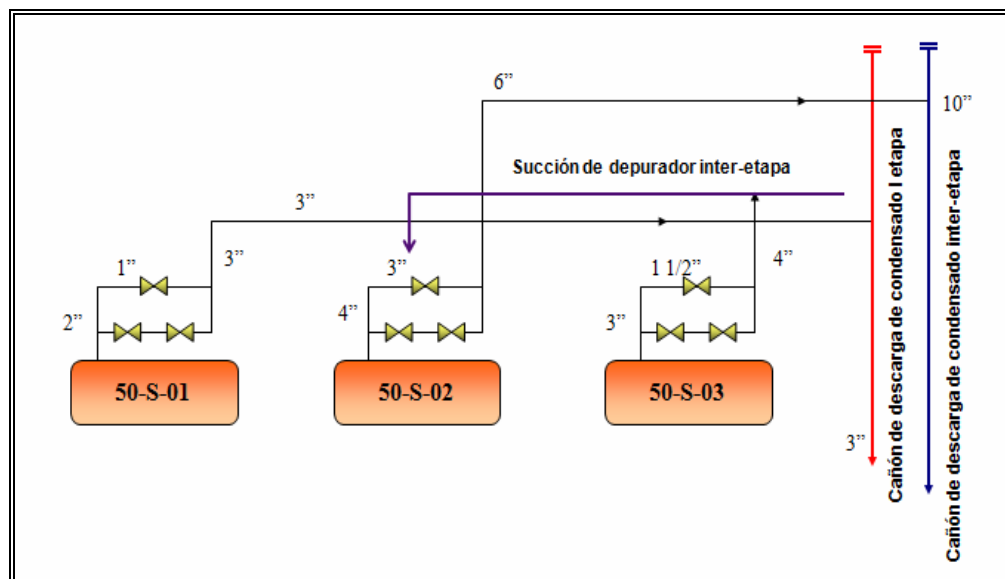 6”
10”
Succión de depurador inter-etapa
3”
3”
4”
1”
3”
1 1/2”
2”
4”
3”
50-S-01
50-S-02
50-S-03
3”
Cañón de descarga de condensado I etapa
Cañón de descarga de condensado inter-etapa